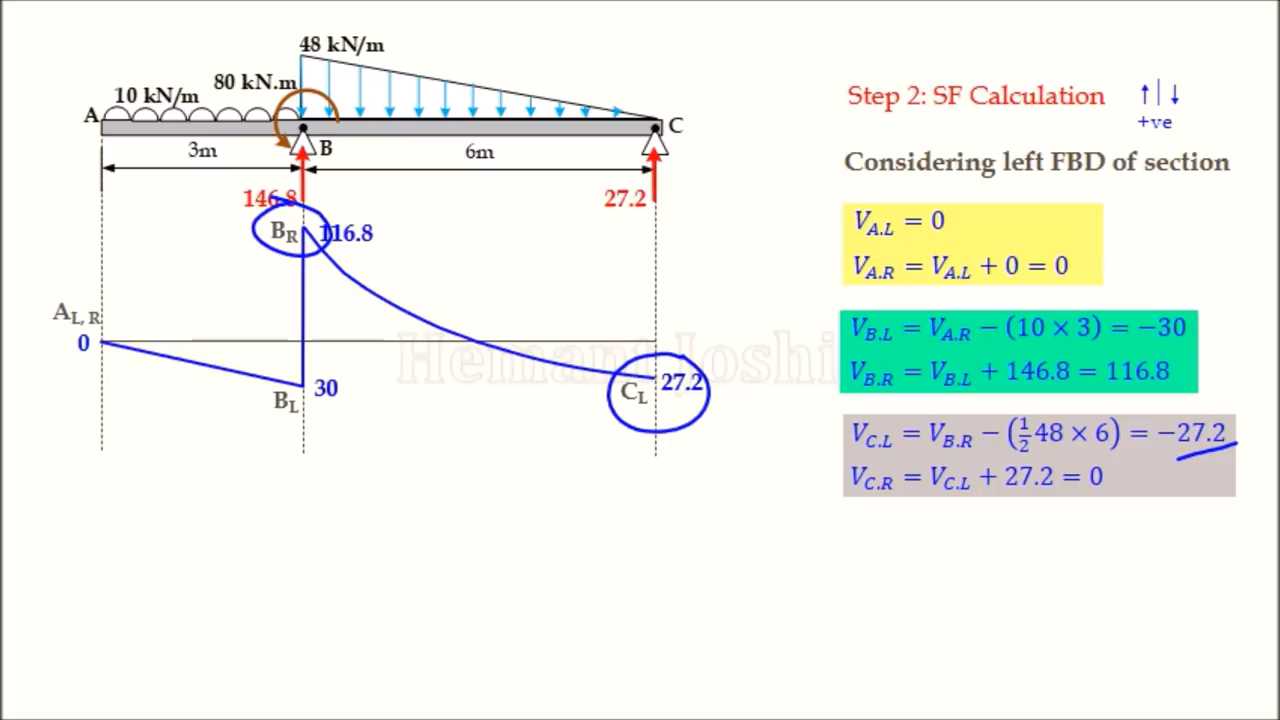 48 kN/m
80 kN.m
10 kN/m
A
B
C
3m
6m
146.8
27.2
B_R
116.8
A_L, R
0
B_L
30
C_L
27.2
Hemant Joshi
Step 2: SF Calculation
↑|↓
+ve
Considering left FBD of section
V_A.L = 0
V_A.R = V_A.L + 0 = 0
V_B.L = V_A.R − (10 × 3) = −30
V_B.R = V_B.L + 146.8 = 116.8
V_C.L = V_B.R − (½48 × 6) = −27.2
V_C.R = V_C.L + 27.2 = 0